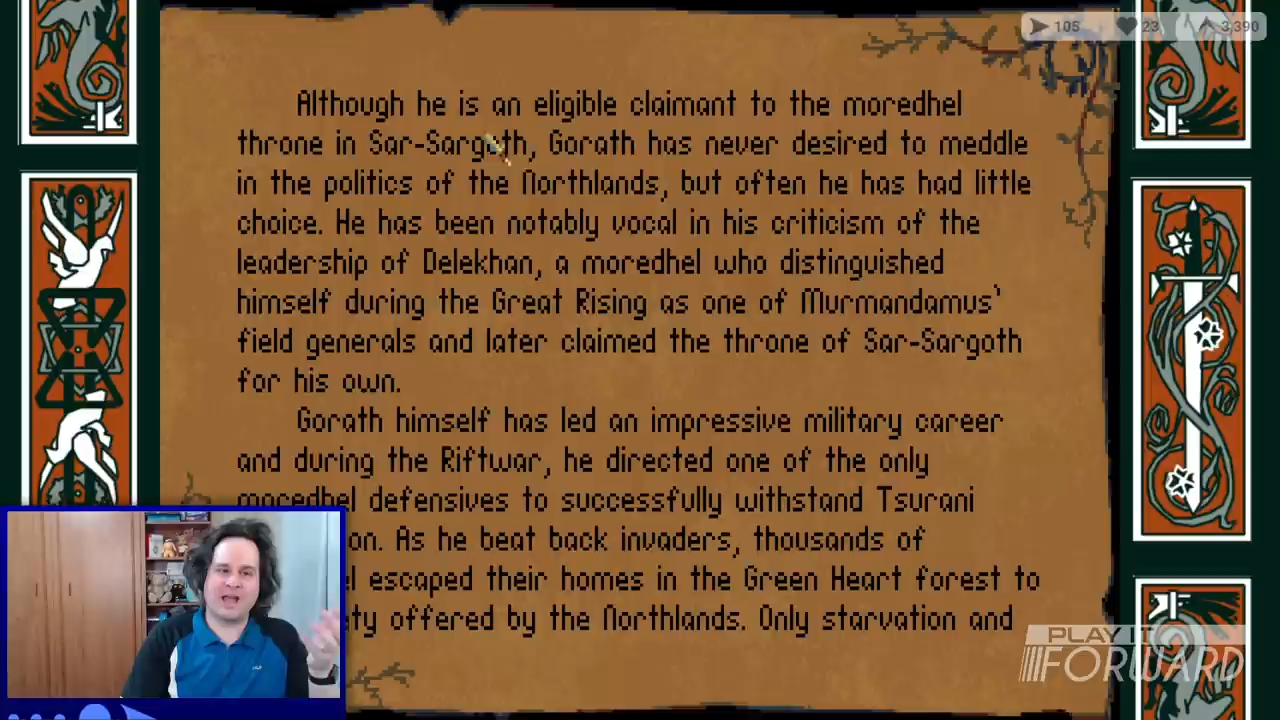 105 23 3,390
Although he is an eligible claimant to the moredhel
throne in Sar-Sargoth, Gorath has never desired to meddle
in the politics of the Northlands, but often he has had little
choice. He has been notably vocal in his criticism of the
leadership of Delekhan, a moredhel who distinguished
himself during the Great Rising as one of Murmandamus'
field generals and later claimed the throne of Sar-Sargoth
for his own.
Gorath himself has led an impressive military career
and during the Riftwar, he directed one of the only
moredhel defensives to successfully withstand Tsurani
on. As he beat back invaders, thousands of
l escaped their homes in the Green Heart forest to
ty offered by the Northlands. Only starvation and
PLAY IT
FORWARD